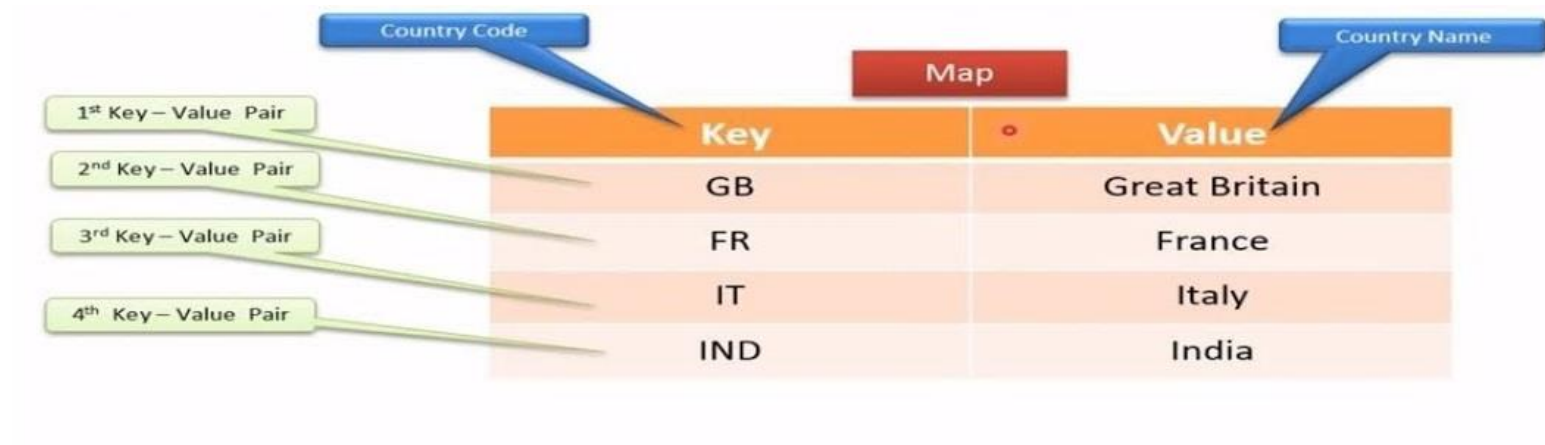 Country Code
Country Name
Map
1st Key – Value Pair
2nd Key – Value Pair
3rd Key – Value Pair
4th Key – Value Pair
Key Value
GB Great Britain
FR France
IT Italy
IND India